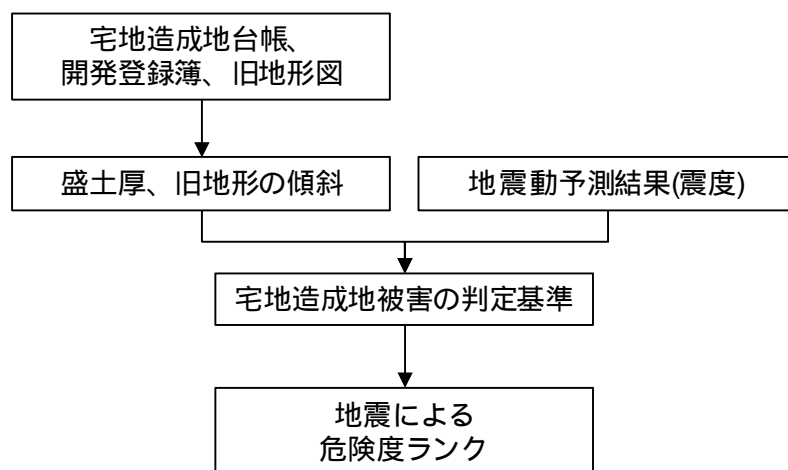 宅地造成地台帳、
開発登録簿、旧地形図
盛土厚、旧地形の傾斜
地震動予測結果(震度)
宅地造成地被害の判定基準
地震による
危険度ランク